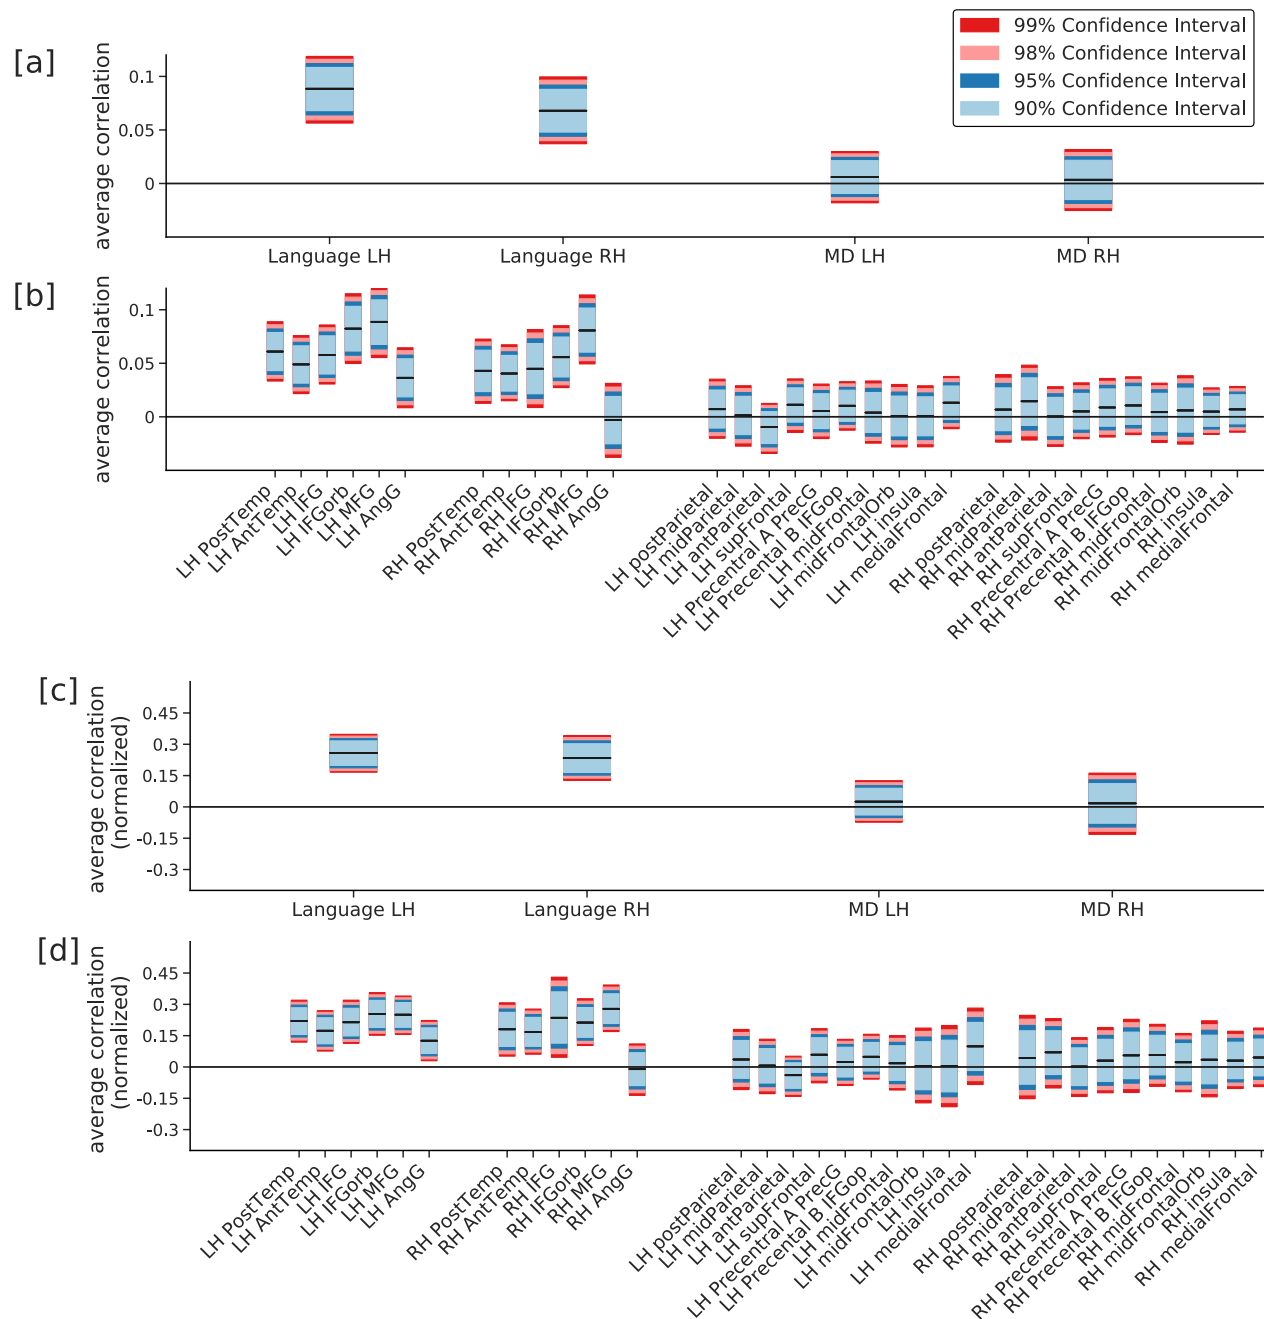 99% Confidence Interval
98% Confidence Interval
95% Confidence Interval
90% Confidence Interval
[a]
average correlation
0.1
0.05
0
Language LH
Language RH
MD LH
MD RH
[b]
average correlation
0.1
0.05
0
LH PostTemp
LH AntTemp
LH IFG
LH IFGorb
LH MFG
LH AngG
RH PostTemp
RH AntTemp
RH IFG
RH IFGorb
RH MFG
RH AngG
LH postParietal
LH midParietal
LH antParietal
LH supFrontal
LH Precentral A PrecG
LH Precental B IFGop
LH midFrontal
LH midFrontalOrb
LH insula
LH medialFrontal
RH postParietal
RH midParietal
RH antParietal
RH supFrontal
RH Precentral A PrecG
RH Precental B IFGop
RH midFrontal
RH midFrontalOrb
RH insula
RH medialFrontal
[c]
average correlation
(normalized)
0.45
0.3
0.15
0
-0.15
-0.3
Language LH
Language RH
MD LH
MD RH
[d]
average correlation
(normalized)
0.45
0.3
0.15
0
-0.15
-0.3
LH PostTemp
LH AntTemp
LH IFG
LH IFGorb
LH MFG
LH AngG
RH PostTemp
RH AntTemp
RH IFG
RH IFGorb
RH MFG
RH AngG
LH postParietal
LH midParietal
LH antParietal
LH supFrontal
LH Precentral A PrecG
LH Precental B IFGop
LH midFrontal
LH midFrontalOrb
LH insula
LH medialFrontal
RH postParietal
RH midParietal
RH antParietal
RH supFrontal
RH Precentral A PrecG
RH Precental B IFGop
RH midFrontal
RH midFrontalOrb
RH insula
RH medialFrontal